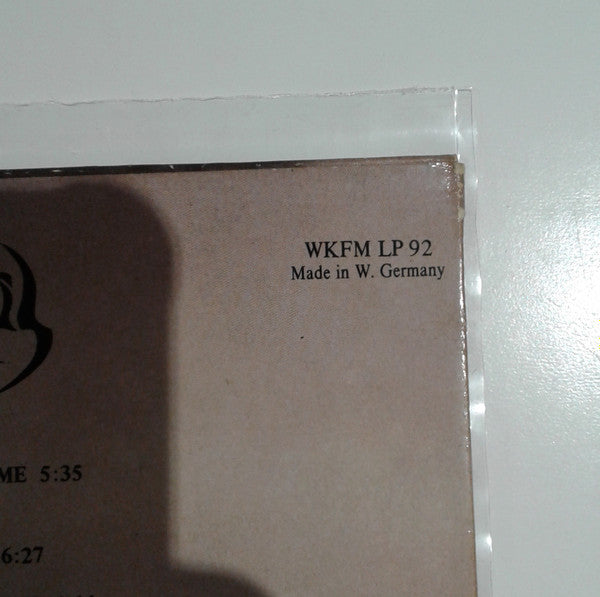 WKFM LP 92
Made in W. Germany
ME 5:35
6:27